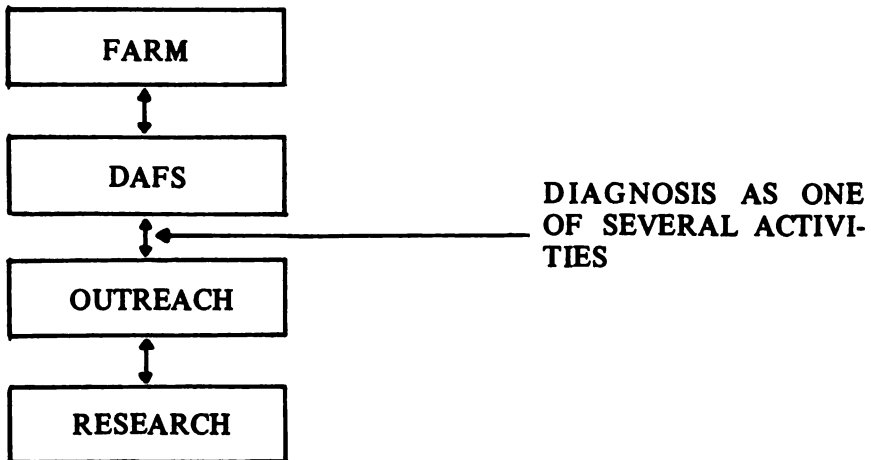 FARM
DAFS
DIAGNOSIS AS ONE
OF SEVERAL ACTIVI-
TIES
OUTREACH
RESEARCH